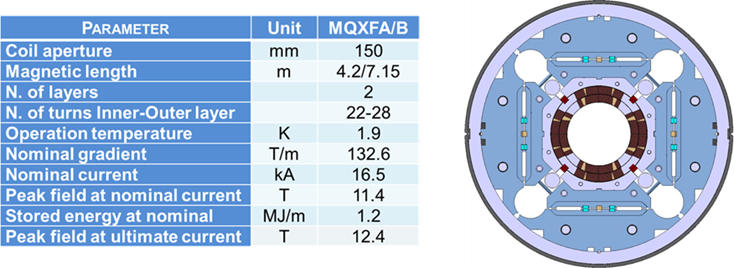 PARAMETER Unit MQXFA/B
Coil aperture mm 150
Magnetic length m 4.2/7.15
N. of layers 2
N. of turns Inner-Outer layer 22-28
Operation temperature K 1.9
Nominal gradient T/m 132.6
Nominal current kA 16.5
Peak field at nominal current T 11.4
Stored energy at nominal MJ/m 1.2
Peak field at ultimate current T 12.4